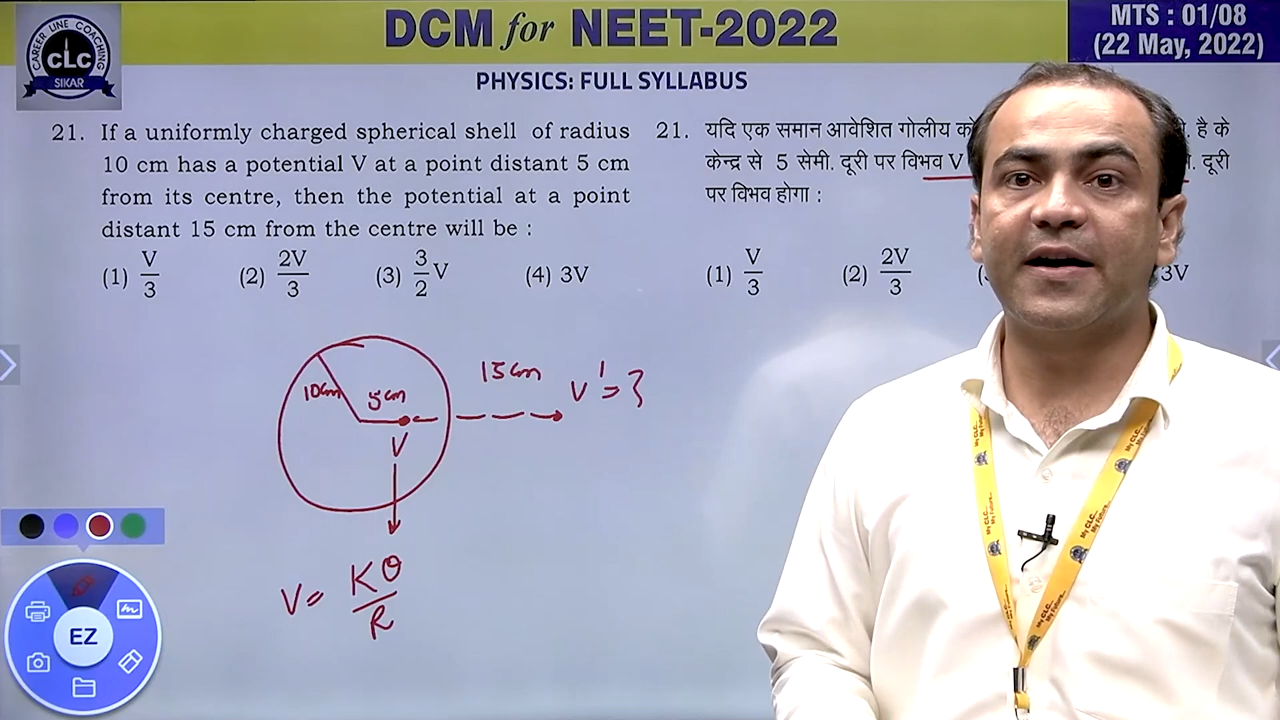 CAREER LINE COACHING
CLC
SIKAR
DCM for NEET-2022
MTS : 01/08
(22 May, 2022)
PHYSICS: FULL SYLLABUS
21. If a uniformly charged spherical shell of radius
10 cm has a potential V at a point distant 5 cm
from its centre, then the potential at a point
distant 15 cm from the centre will be :
(1) V/3 (2) 2V/3 (3) 3/2 V (4) 3V
21. यदि एक समान आवेशित गोलीय को . है के
केन्द्र से 5 सेमी. दूरी पर विभव V . दूरी
पर विभव होगा :
(1) V/3 (2) 2V/3 3V
10cm
5cm
15cm
V' = ?
V
V = KQ/R
EZ
My CLC...
My Future...